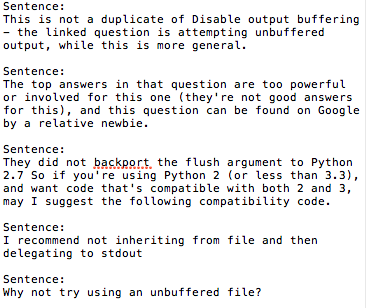 Sentence:
This is not a duplicate of Disable output buffering
- the linked question is attempting unbuffered
output, while this is more general.
Sentence:
The top answers in that question are too powerful
or involved for this one (they're not good answers
for this), and this question can be found on Google
by a relative newbie.
Sentence:
They did not backport the flush argument to Python
2.7 So if you're using Python 2 (or less than 3.3),
and want code that's compatible with both 2 and 3,
may I suggest the following compatibility code.
Sentence:
I recommend not inheriting from file and then
delegating to stdout
Sentence:
Why not try using an unbuffered file?